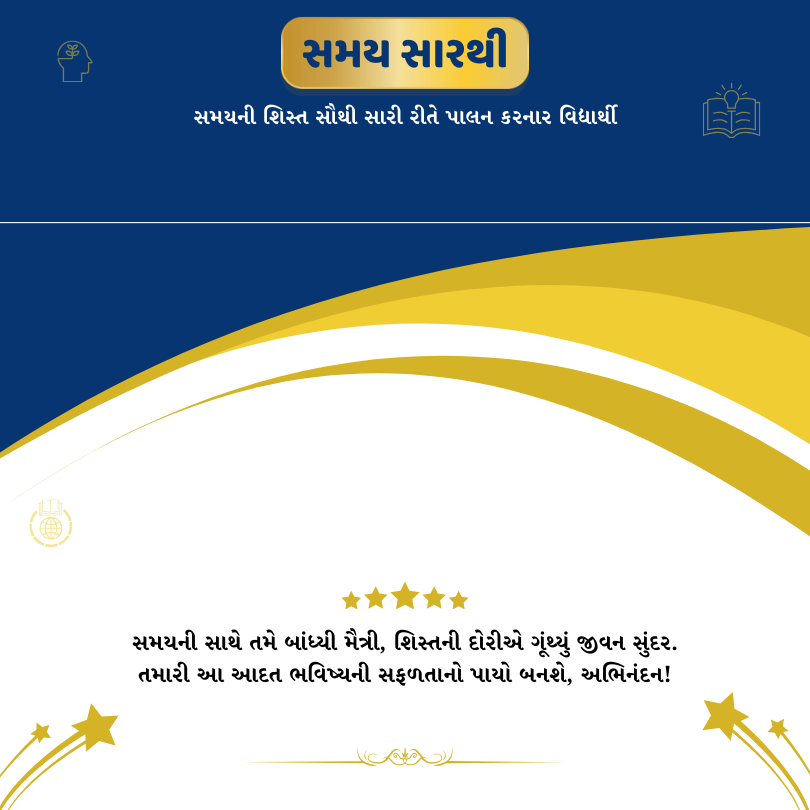 સમય સારથી
સમયની શિસ્ત સૌથી સારી રીતે પાલન કરનાર વિદ્યાર્થી
સમયની સાથે તમે બાંધ્યી મૈત્રી, શિસ્તની દોરીએ ગૂંથ્યું જીવન સુંદર.
તમારી આ આદત ભવિષ્યની સફળતાનો પાયો બનશે, અભિનંદન!